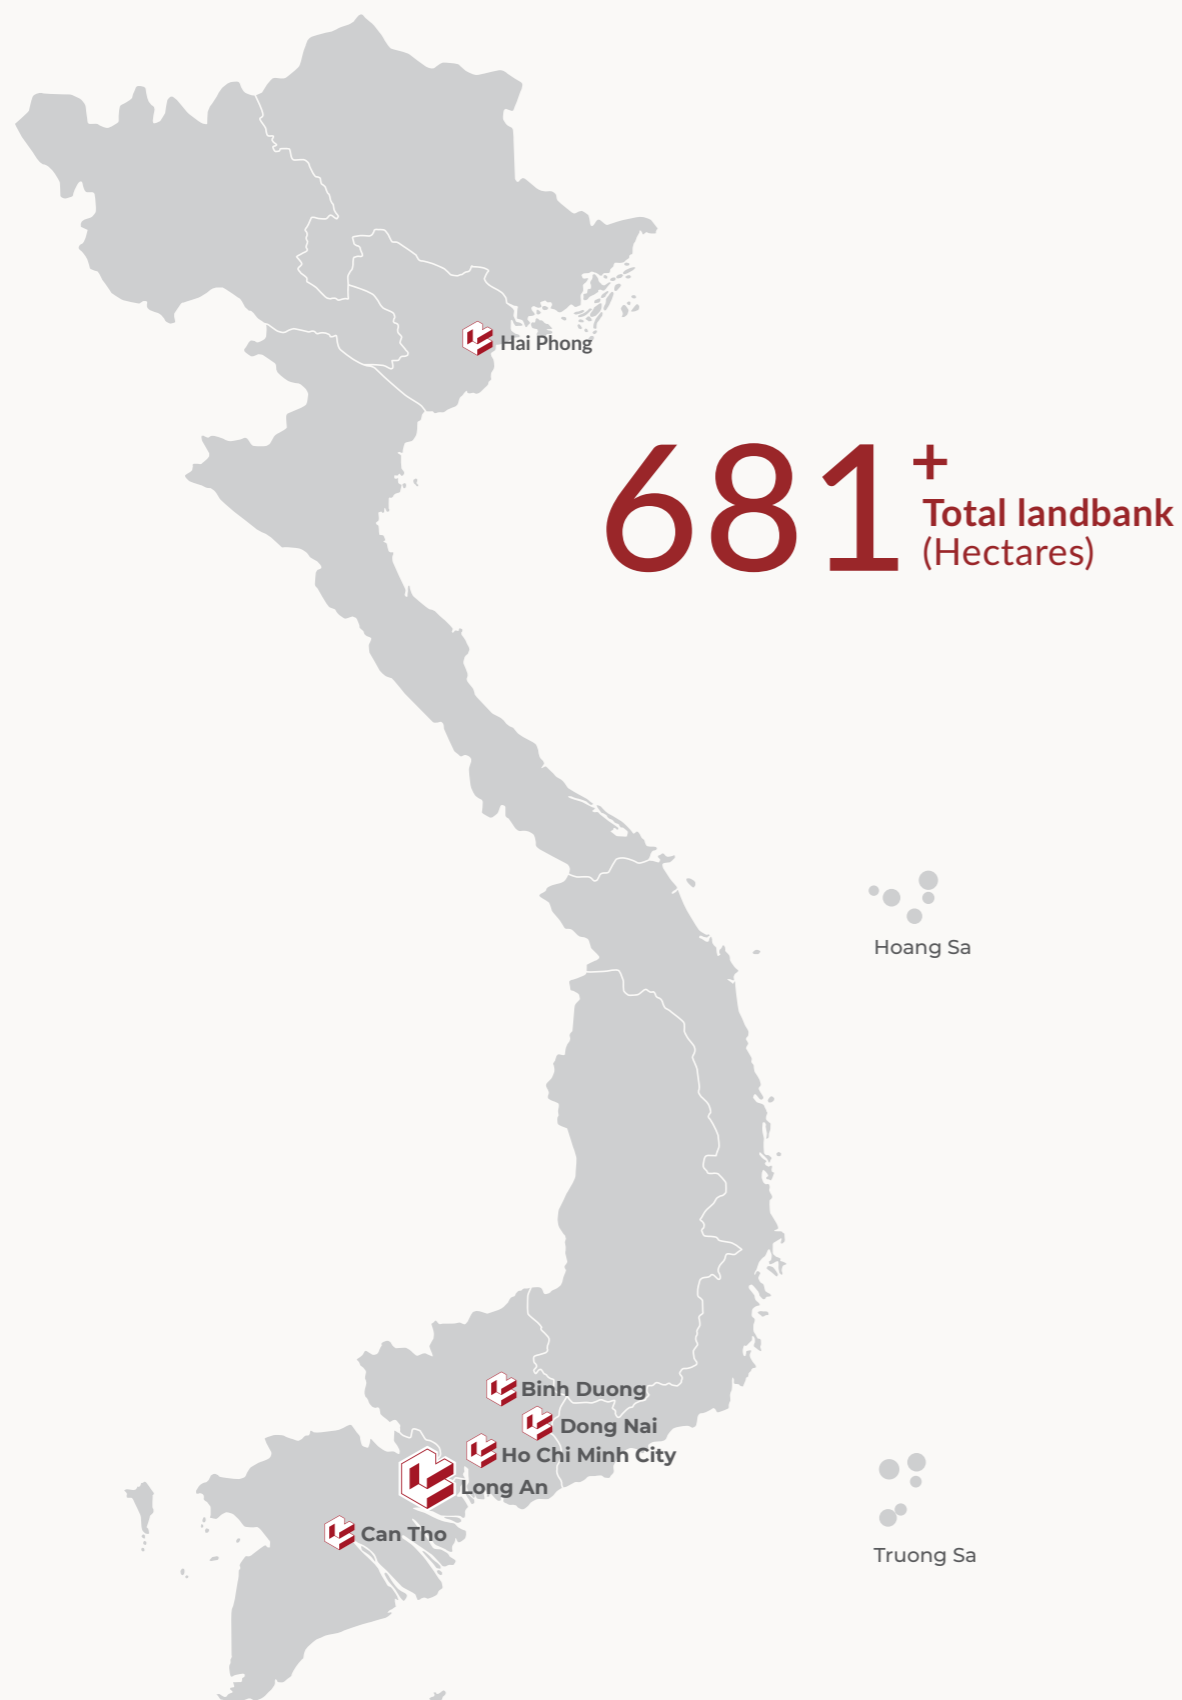 Hai Phong
681+
Total landbank
(Hectares)
Hoang Sa
Binh Duong
Dong Nai
Ho Chi Minh City
Long An
Can Tho
Truong Sa